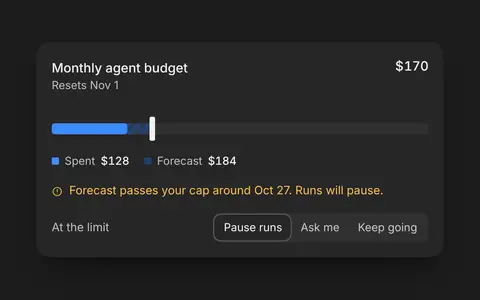 Monthly agent budget
$170
Resets Nov 1
Spent $128 Forecast $184
Forecast passes your cap around Oct 27. Runs will pause.
At the limit Pause runs Ask me Keep going